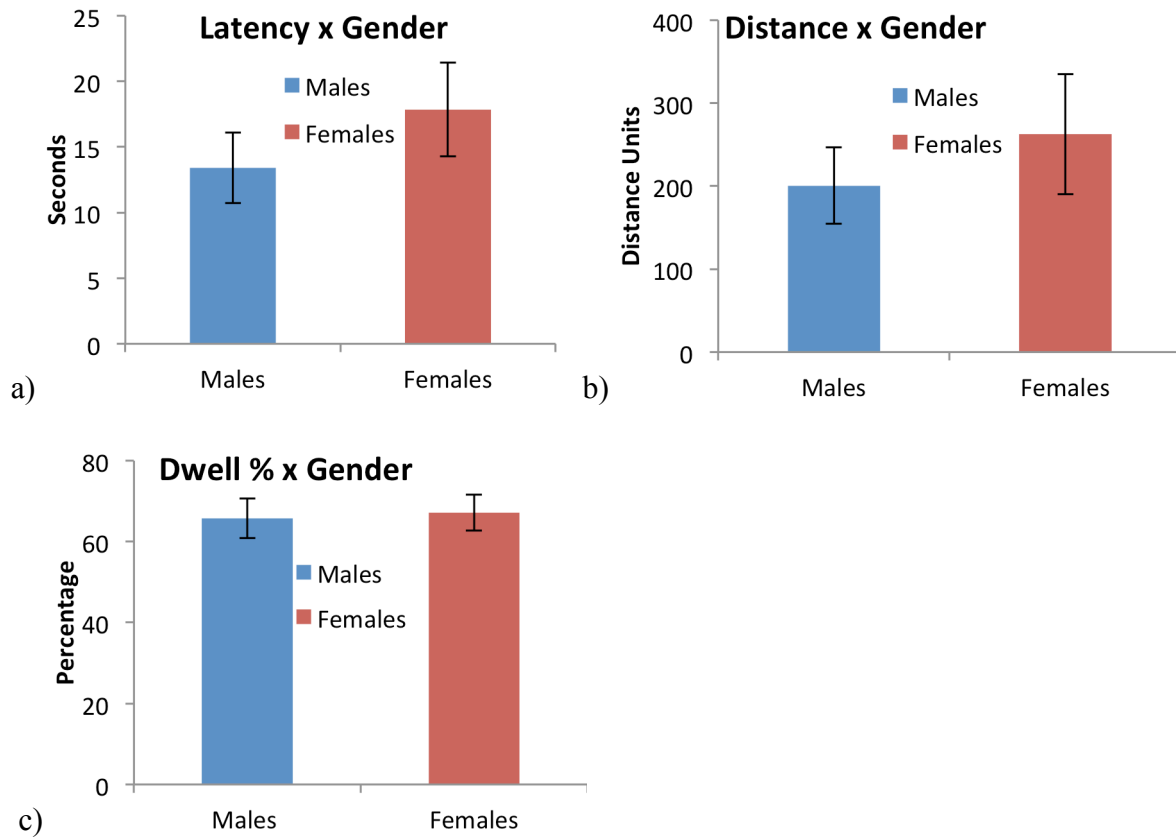 Latency x Gender
25
20
15
10
5
0
Seconds
Males
Females
Males
Females
a)
Distance x Gender
400
300
200
100
0
Distance Units
Males
Females
Males
Females
b)
Dwell % x Gender
80
60
40
20
0
Percentage
Males
Females
Males
Females
c)